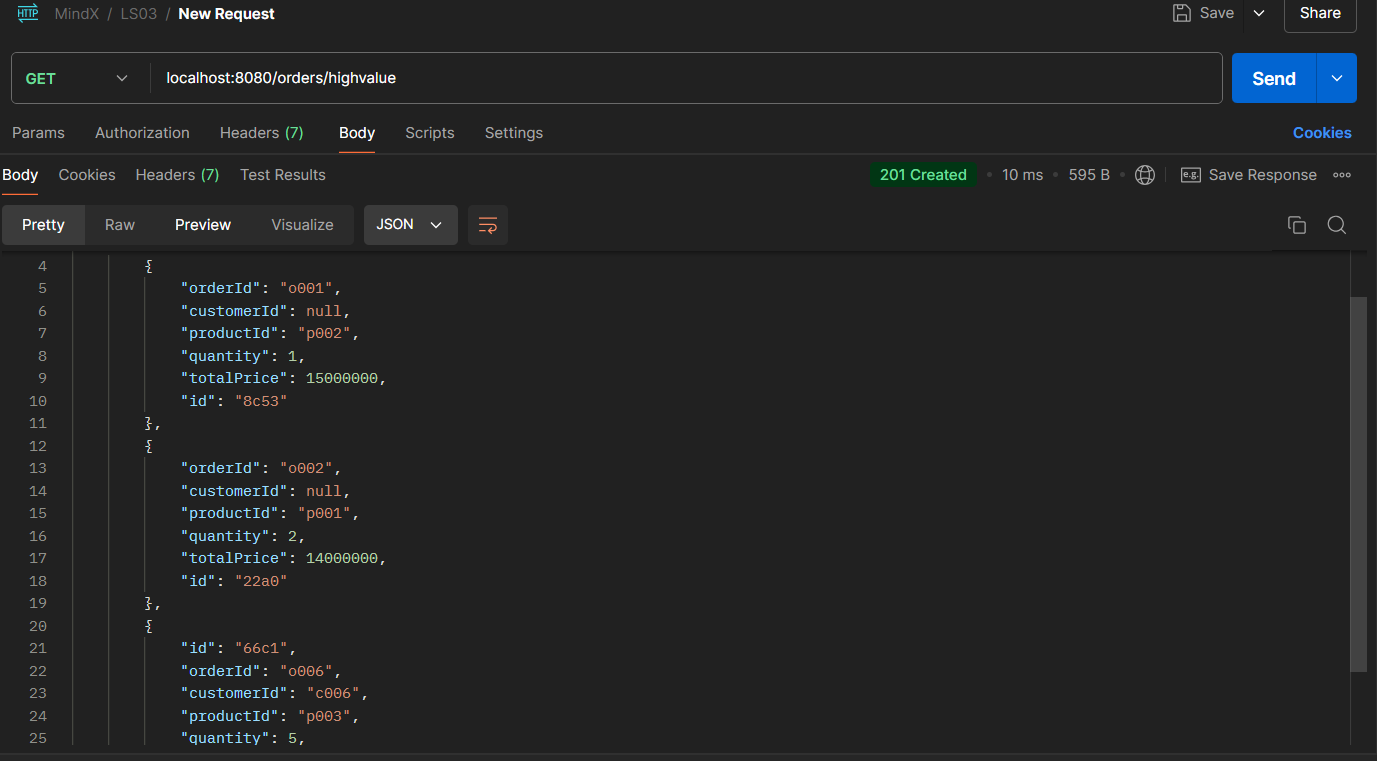 HTTP MindX / LS03 / New Request Save Share
GET localhost:8080/orders/highvalue Send
Params Authorization Headers (7) Body Scripts Settings Cookies
Body Cookies Headers (7) Test Results 201 Created • 10 ms • 595 B • e.g. Save Response
Pretty Raw Preview Visualize JSON
4 {
5 "orderId": "o001",
6 "customerId": null,
7 "productId": "p002",
8 "quantity": 1,
9 "totalPrice": 15000000,
10 "id": "8c53"
11 },
12 {
13 "orderId": "o002",
14 "customerId": null,
15 "productId": "p001",
16 "quantity": 2,
17 "totalPrice": 14000000,
18 "id": "22a0"
19 },
20 {
21 "id": "66c1",
22 "orderId": "o006",
23 "customerId": "c006",
24 "productId": "p003",
25 "quantity": 5,